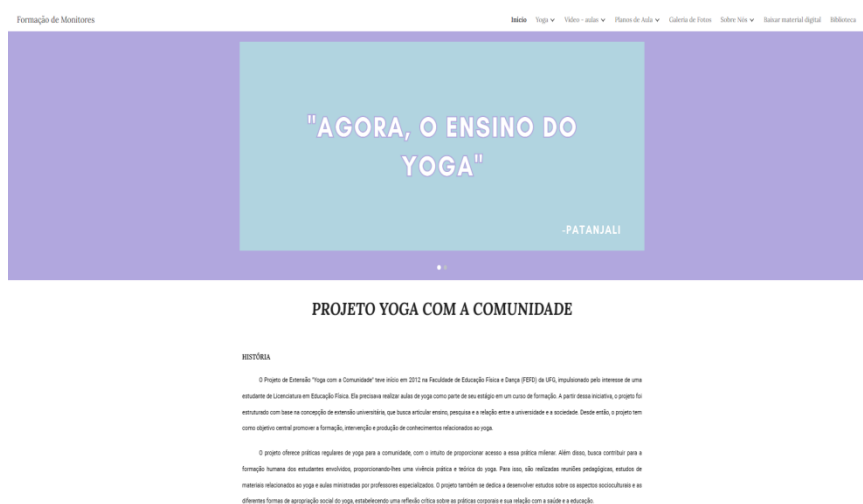 Formação de Monitores
Início Yoga Vídeo - aulas Planos de Aula Galeria de Fotos Sobre Nós Baixar material digital Biblioteca
"AGORA, O ENSINO DO
YOGA"
-PATANJALI
PROJETO YOGA COM A COMUNIDADE
HISTÓRIA
O Projeto de Extensão "Yoga com a Comunidade" teve início em 2012 na Faculdade de Educação Física e Dança (FEFD) da UFG, impulsionado pelo interesse de uma
estudante de Licenciatura em Educação Física. Ela precisava realizar aulas de yoga como parte de seu estágio em um curso de formação. A partir dessa iniciativa, o projeto foi
estruturado com base na concepção de extensão universitária, que busca articular ensino, pesquisa e a relação entre a universidade e a sociedade. Desde então, o projeto tem
como objetivo central promover a formação, intervenção e produção de conhecimentos relacionados ao yoga.
O projeto oferece práticas regulares de yoga para a comunidade, com o intuito de proporcionar acesso a essa prática milenar. Além disso, busca contribuir para a
formação humana dos estudantes envolvidos, proporcionando-lhes uma vivência prática e teórica do yoga. Para isso, são realizadas reuniões pedagógicas, estudos de
materiais relacionados ao yoga e aulas ministradas por professores especializados. O projeto também se dedica a desenvolver estudos sobre os aspectos socioculturais e as
diferentes formas de apropriação social do yoga, estabelecendo uma reflexão crítica sobre as práticas corporais e sua relação com a saúde e a educação.